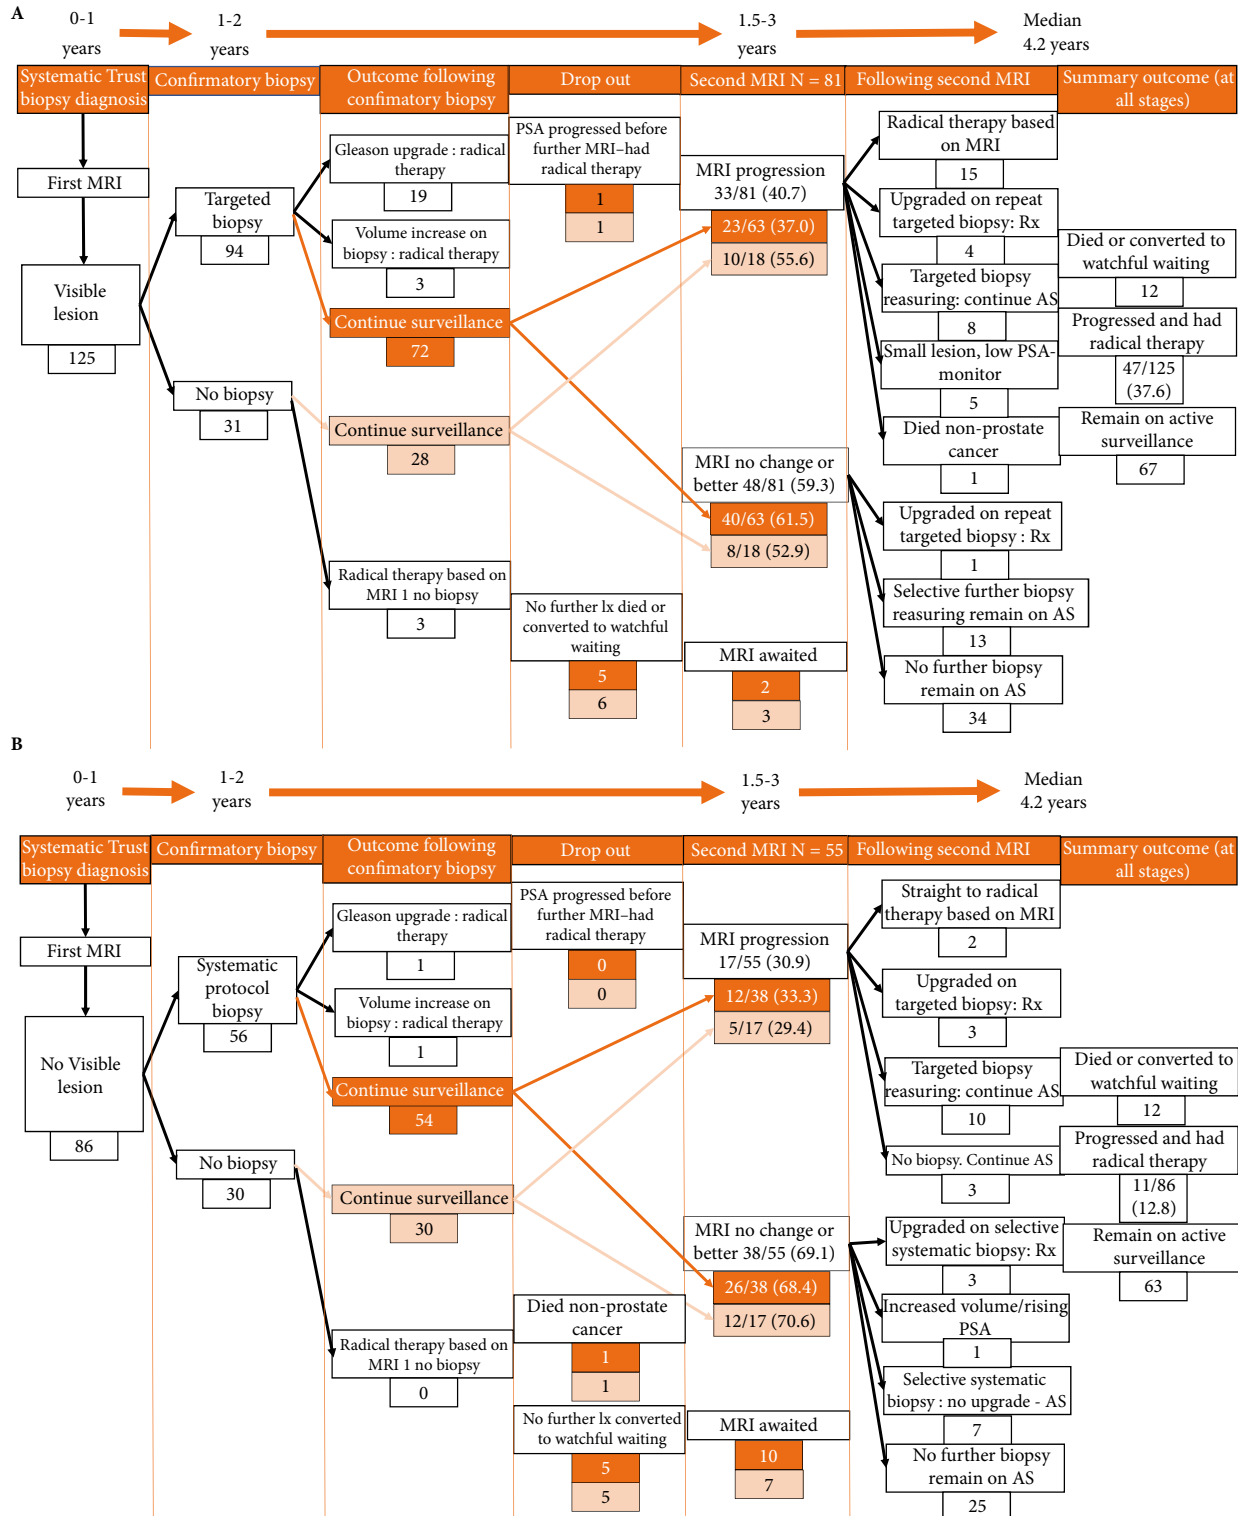 A
0-1
years
1-2
years
1.5-3
years
Median
4.2 years
Systematic Trust
biopsy diagnosis
Confirmatory biopsy
Outcome following
confimatory biopsy
Drop out
Second MRI N = 81
Following second MRI
Summary outcome (at
all stages)
First MRI
Visible
lesion
125
Targeted
biopsy
94
No biopsy
31
Gleason upgrade : radical
therapy
19
Volume increase on
biopsy : radical therapy
3
Continue surveillance
72
Continue surveillance
28
Radical therapy based on
MRI 1 no biopsy
3
PSA progressed before
further MRI–had
radical therapy
1
1
No further lx died or
converted to watchful
waiting
5
6
MRI progression
33/81 (40.7)
23/63 (37.0)
10/18 (55.6)
MRI no change or
better 48/81 (59.3)
40/63 (61.5)
8/18 (52.9)
MRI awaited
2
3
Radical therapy based
on MRI
15
Upgraded on repeat
targeted biopsy: Rx
4
Targeted biopsy
reasuring: continue AS
8
Small lesion, low PSA-
monitor
5
Died non-prostate
cancer
1
Upgraded on repeat
targeted biopsy : Rx
1
Selective further biopsy
reasuring remain on AS
13
No further biopsy
remain on AS
34
Died or converted to
watchful waiting
12
Progressed and had
radical therapy
47/125
(37.6)
Remain on active
surveillance
67
B
0-1
years
1-2
years
1.5-3
years
Median
4.2 years
Systematic Trust
biopsy diagnosis
Confirmatory biopsy
Outcome following
confimatory biopsy
Drop out
Second MRI N = 55
Following second MRI
Summary outcome (at
all stages)
First MRI
No Visible
lesion
86
Systematic
protocol
biopsy
56
No biopsy
30
Gleason upgrade : radical
therapy
1
Volume increase on
biopsy : radical therapy
1
Continue surveillance
54
Continue surveillance
30
Radical therapy based on
MRI 1 no biopsy
0
PSA progressed before
further MRI–had
radical therapy
0
0
Died non-prostate
cancer
1
1
No further lx converted
to watchful waiting
5
5
MRI progression
17/55 (30.9)
12/38 (33.3)
5/17 (29.4)
MRI no change or
better 38/55 (69.1)
26/38 (68.4)
12/17 (70.6)
MRI awaited
10
7
Straight to radical
therapy based on MRI
2
Upgraded on
targeted biopsy: Rx
3
Targeted biopsy
reasuring: continue AS
10
No biopsy. Continue AS
3
Upgraded on selective
systematic biopsy: Rx
3
Increased volume/rising
PSA
1
Selective systematic
biopsy : no upgrade - AS
7
No further biopsy
remain on AS
25
Died or converted to
watchful waiting
12
Progressed and had
radical therapy
11/86
(12.8)
Remain on active
surveillance
63